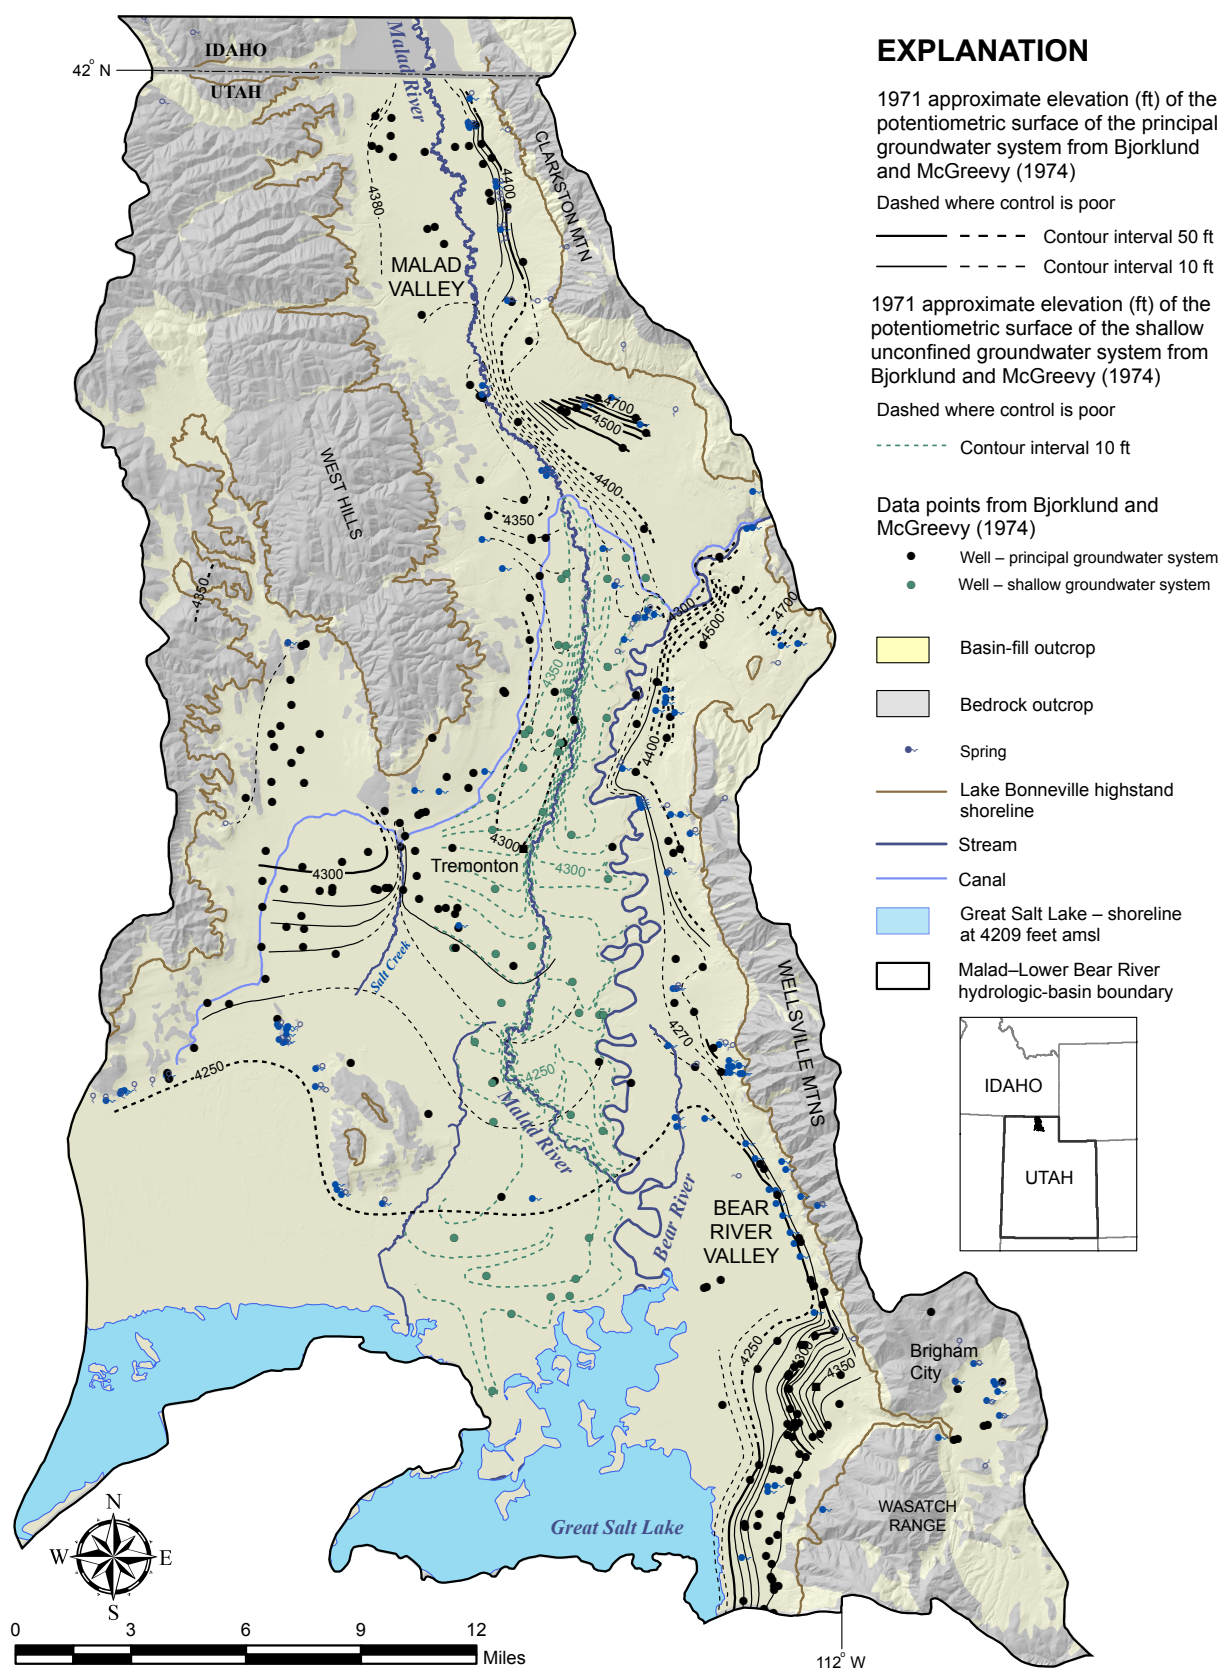 IDAHO
42° N
UTAH
Malad River
CLARKSTON MTN
4400
4380
MALAD
VALLEY
4700
4500
WEST HILLS
4400
4350
4350
4300
4500
4700
4350
4400
4300
Tremonton
4300
4300
Salt Creek
WELLSVILLE MTNS
4270
4250
4250
Malad River
Bear River
BEAR
RIVER
VALLEY
4250
4300
4350
Brigham
City
WASATCH
RANGE
Great Salt Lake
N
W
E
S
0 3 6 9 12
Miles
112° W
EXPLANATION
1971 approximate elevation (ft) of the
potentiometric surface of the principal
groundwater system from Bjorklund
and McGreevy (1974)
Dashed where control is poor
Contour interval 50 ft
Contour interval 10 ft
1971 approximate elevation (ft) of the
potentiometric surface of the shallow
unconfined groundwater system from
Bjorklund and McGreevy (1974)
Dashed where control is poor
Contour interval 10 ft
Data points from Bjorklund and
McGreevy (1974)
Well – principal groundwater system
Well – shallow groundwater system
Basin-fill outcrop
Bedrock outcrop
Spring
Lake Bonneville highstand
shoreline
Stream
Canal
Great Salt Lake – shoreline
at 4209 feet amsl
Malad–Lower Bear River
hydrologic-basin boundary
IDAHO
UTAH